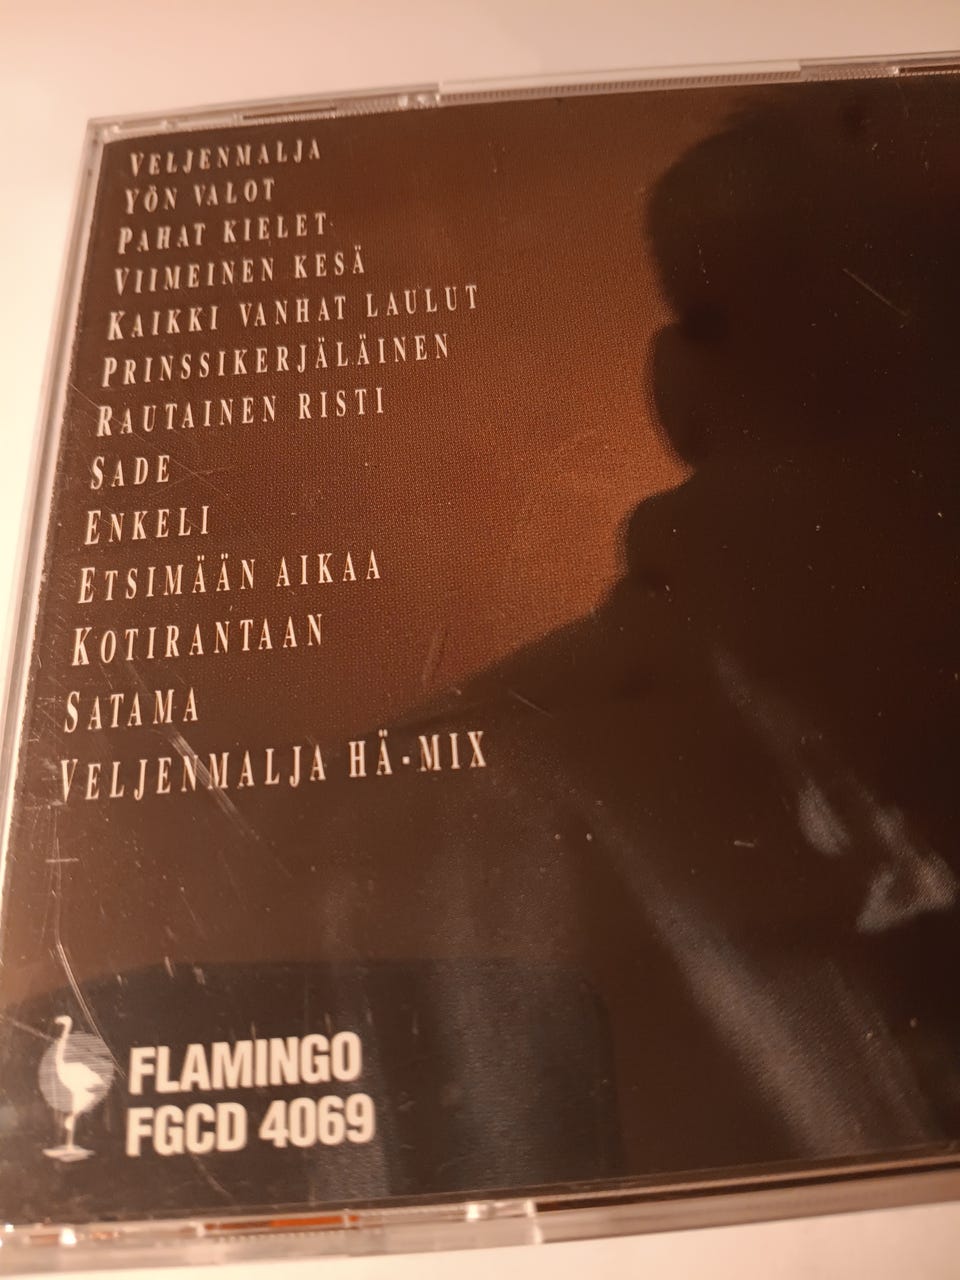 VELJENMALJA
YÖN VALOT
PAHAT KIELET
VIIMEINEN KESÄ
KAIKKI VANHAT LAULUT
PRINSSIKERJÄLÄINEN
RAUTAINEN RISTI
SADE
ENKELI
ETSIMÄÄN AIKAA
KOTIRANTAAN
SATAMA
VELJENMALJA HÄ-MIX
FLAMINGO
FGCD 4069